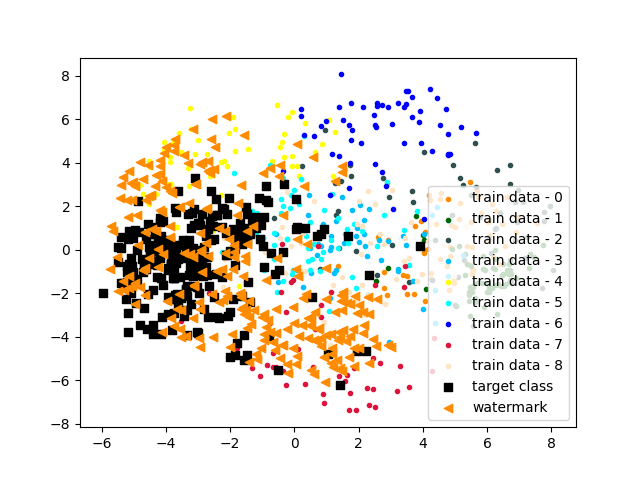 8
6
4
2
0
−2
−4
−6
−8
−6 −4 −2 0 2 4 6 8
train data - 0
train data - 1
train data - 2
train data - 3
train data - 4
train data - 5
train data - 6
train data - 7
train data - 8
target class
watermark